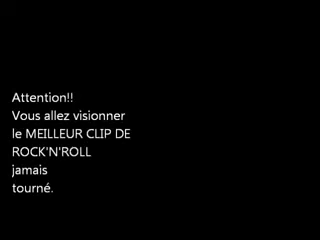 Attention!!
Vous allez visionner
le MEILLEUR CLIP DE
ROCK'N'ROLL
jamais
tourné.